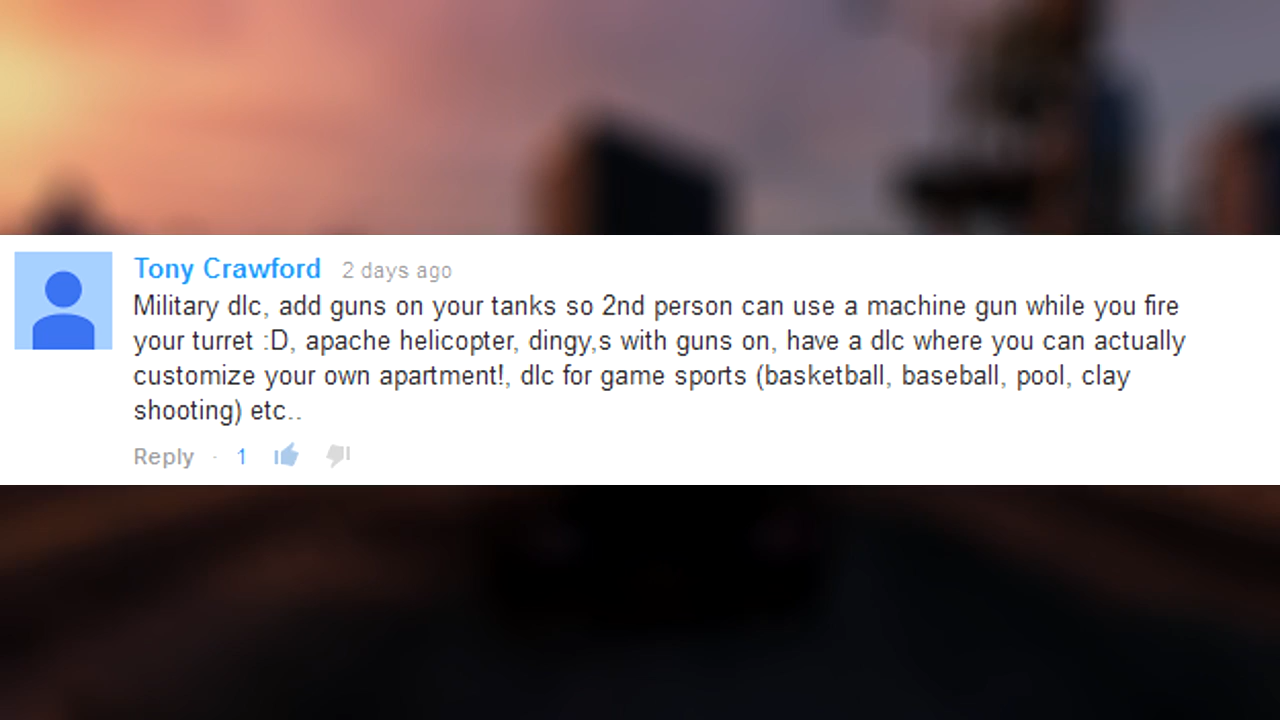 Tony Crawford 2 days ago
Military dlc, add guns on your tanks so 2nd person can use a machine gun while you fire
your turret :D, apache helicopter, dingy,s with guns on, have a dlc where you can actually
customize your own apartment!, dlc for game sports (basketball, baseball, pool, clay
shooting) etc..
Reply · 1